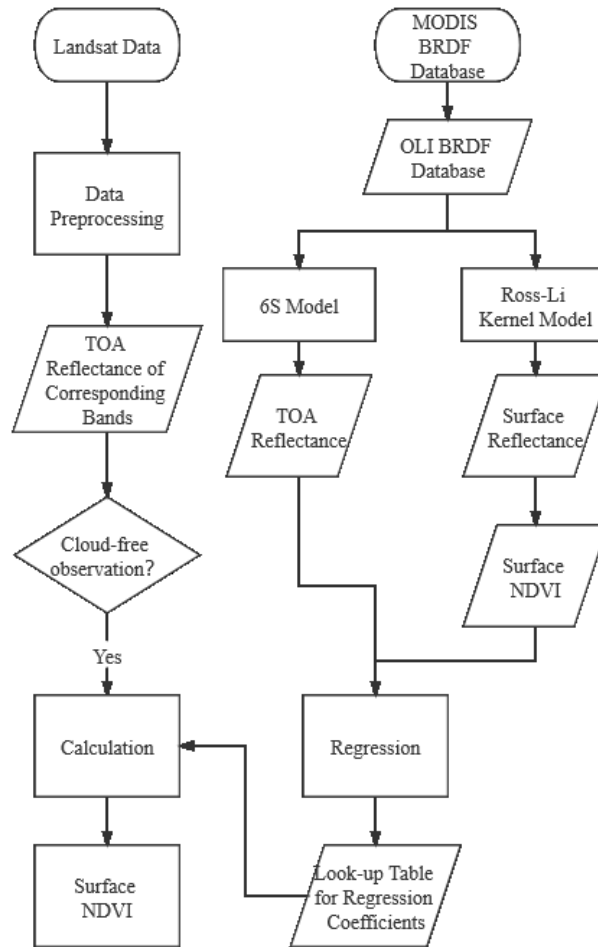 Landsat Data
Data
Preprocessing
TOA
Reflectance of
Corresponding
Bands
Cloud-free
observation?
Yes
Calculation
Surface
NDVI
MODIS
BRDF
Database
OLI BRDF
Database
6S Model
TOA
Reflectance
Ross-Li
Kernel Model
Surface
Reflectance
Surface
NDVI
Regression
Look-up Table
for Regression
Coefficients